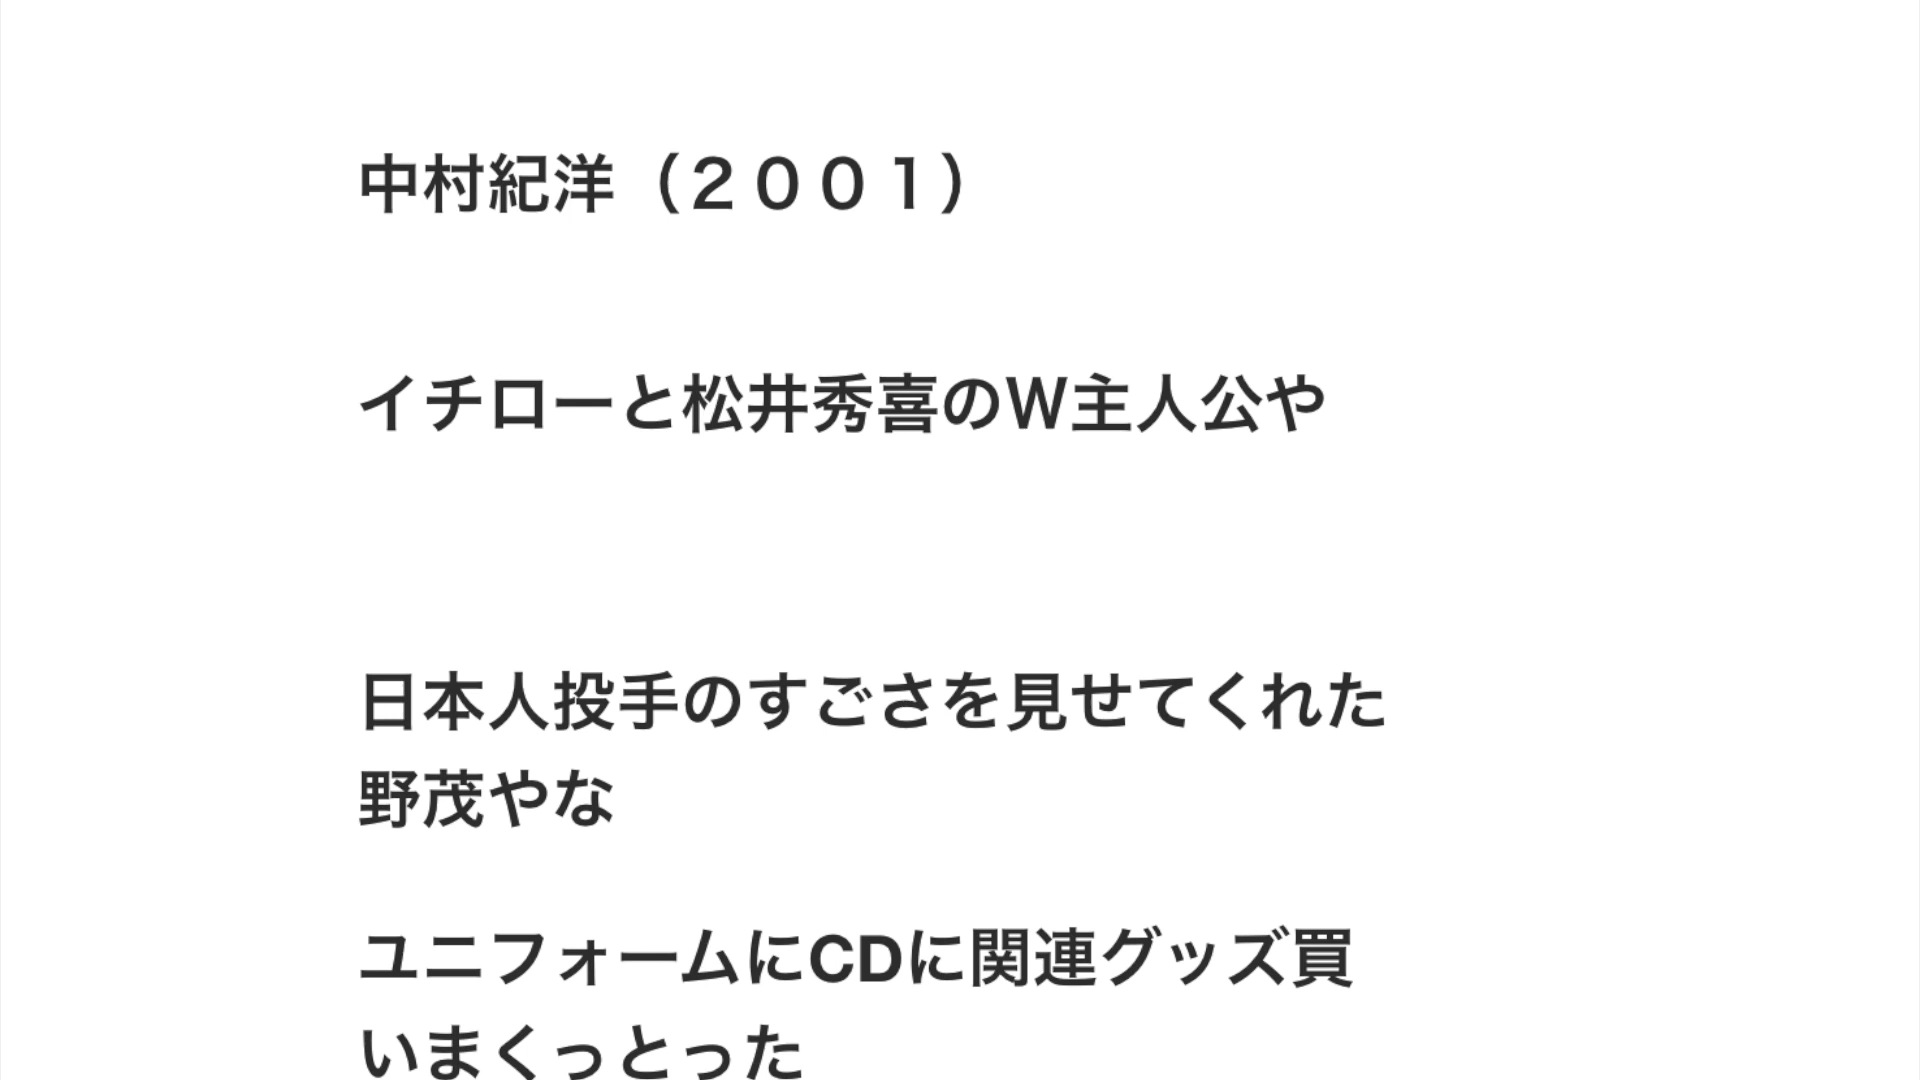 中村紀洋（２００１）
イチローと松井秀喜のW主人公や
日本人投手のすごさを見せてくれた
野茂やな
ユニフォームにCDに関連グッズ買
いまくっとった